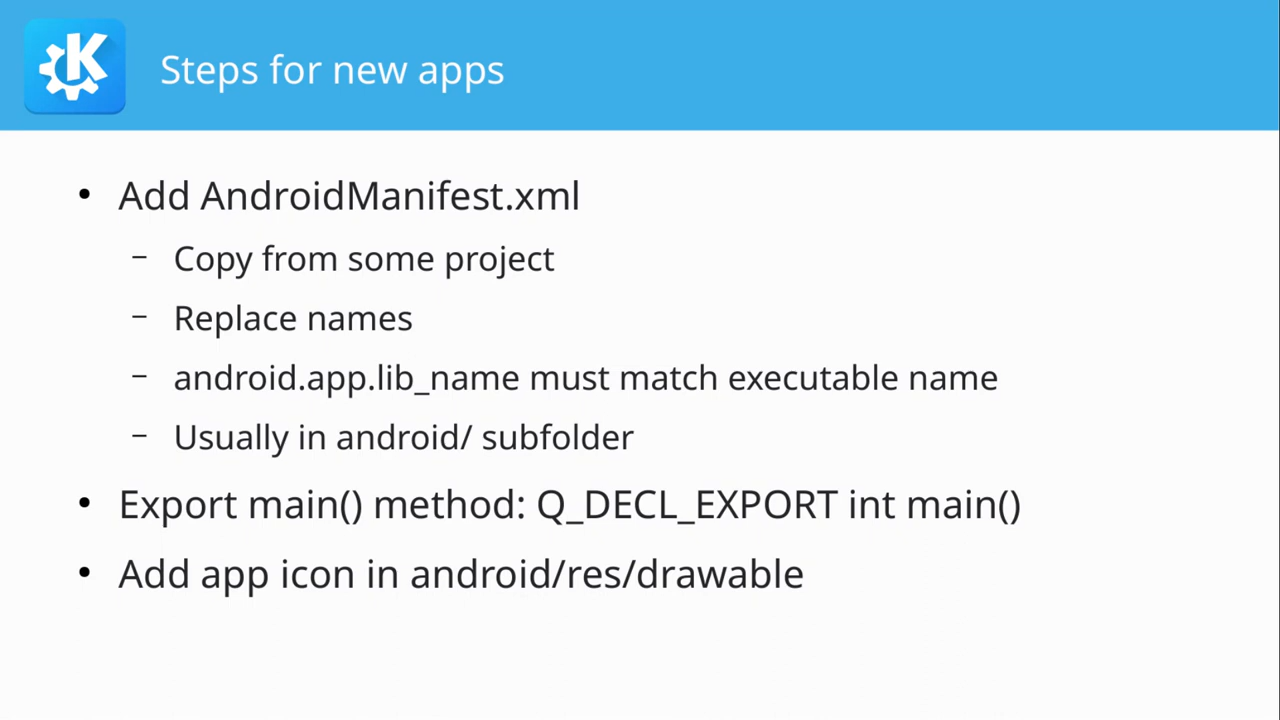 Steps for new apps
• Add AndroidManifest.xml
– Copy from some project
– Replace names
– android.app.lib_name must match executable name
– Usually in android/ subfolder
• Export main() method: Q_DECL_EXPORT int main()
• Add app icon in android/res/drawable